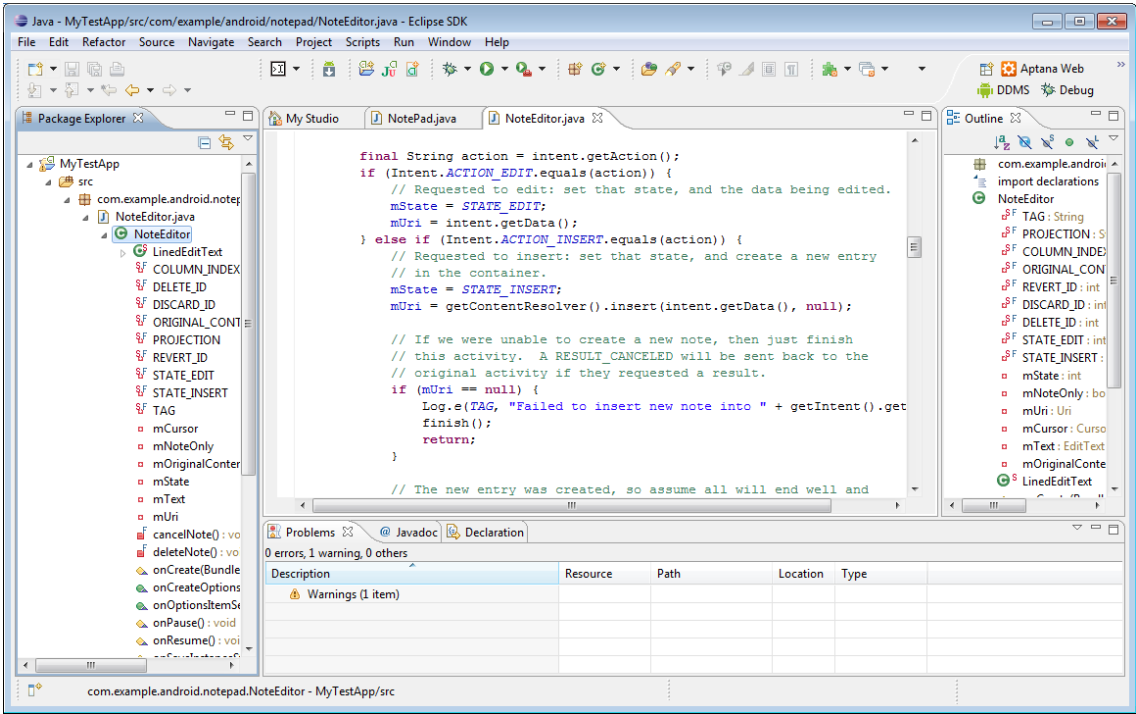 Java - MyTestApp/src/com/example/android/notepad/NoteEditor.java - Eclipse SDK
File Edit Refactor Source Navigate Search Project Scripts Run Window Help
Aptana Web
DDMS Debug
Package Explorer
MyTestApp
src
com.example.android.notep
NoteEditor.java
NoteEditor
LinedEditText
COLUMN_INDEX
DELETE_ID
DISCARD_ID
ORIGINAL_CONT
PROJECTION
REVERT_ID
STATE_EDIT
STATE_INSERT
TAG
mCursor
mNoteOnly
mOriginalConter
mState
mText
mUri
cancelNote() : vo
deleteNote() : vo
onCreate(Bundle
onCreateOptions
onOptionsItemSe
onPause() : void
onResume() : voi
My Studio NotePad.java NoteEditor.java
final String action = intent.getAction();
if (Intent.ACTION_EDIT.equals(action)) {
// Requested to edit: set that state, and the data being edited.
mState = STATE_EDIT;
mUri = intent.getData();
} else if (Intent.ACTION_INSERT.equals(action)) {
// Requested to insert: set that state, and create a new entry
// in the container.
mState = STATE_INSERT;
mUri = getContentResolver().insert(intent.getData(), null);
// If we were unable to create a new note, then just finish
// this activity.  A RESULT_CANCELED will be sent back to the
// original activity if they requested a result.
if (mUri == null) {
Log.e(TAG, "Failed to insert new note into " + getIntent().get
finish();
return;
}
// The new entry was created, so assume all will end well and
Outline
com.example.androi
import declarations
NoteEditor
TAG : String
PROJECTION : S
COLUMN_INDEX
ORIGINAL_CON
REVERT_ID : int
DISCARD_ID : int
DELETE_ID : int
STATE_EDIT : int
STATE_INSERT :
mState : int
mNoteOnly : bo
mUri : Uri
mCursor : Curso
mText : EditText
mOriginalConte
LinedEditText
Problems Javadoc Declaration
0 errors, 1 warning, 0 others
Description Resource Path Location Type
Warnings (1 item)
com.example.android.notepad.NoteEditor - MyTestApp/src